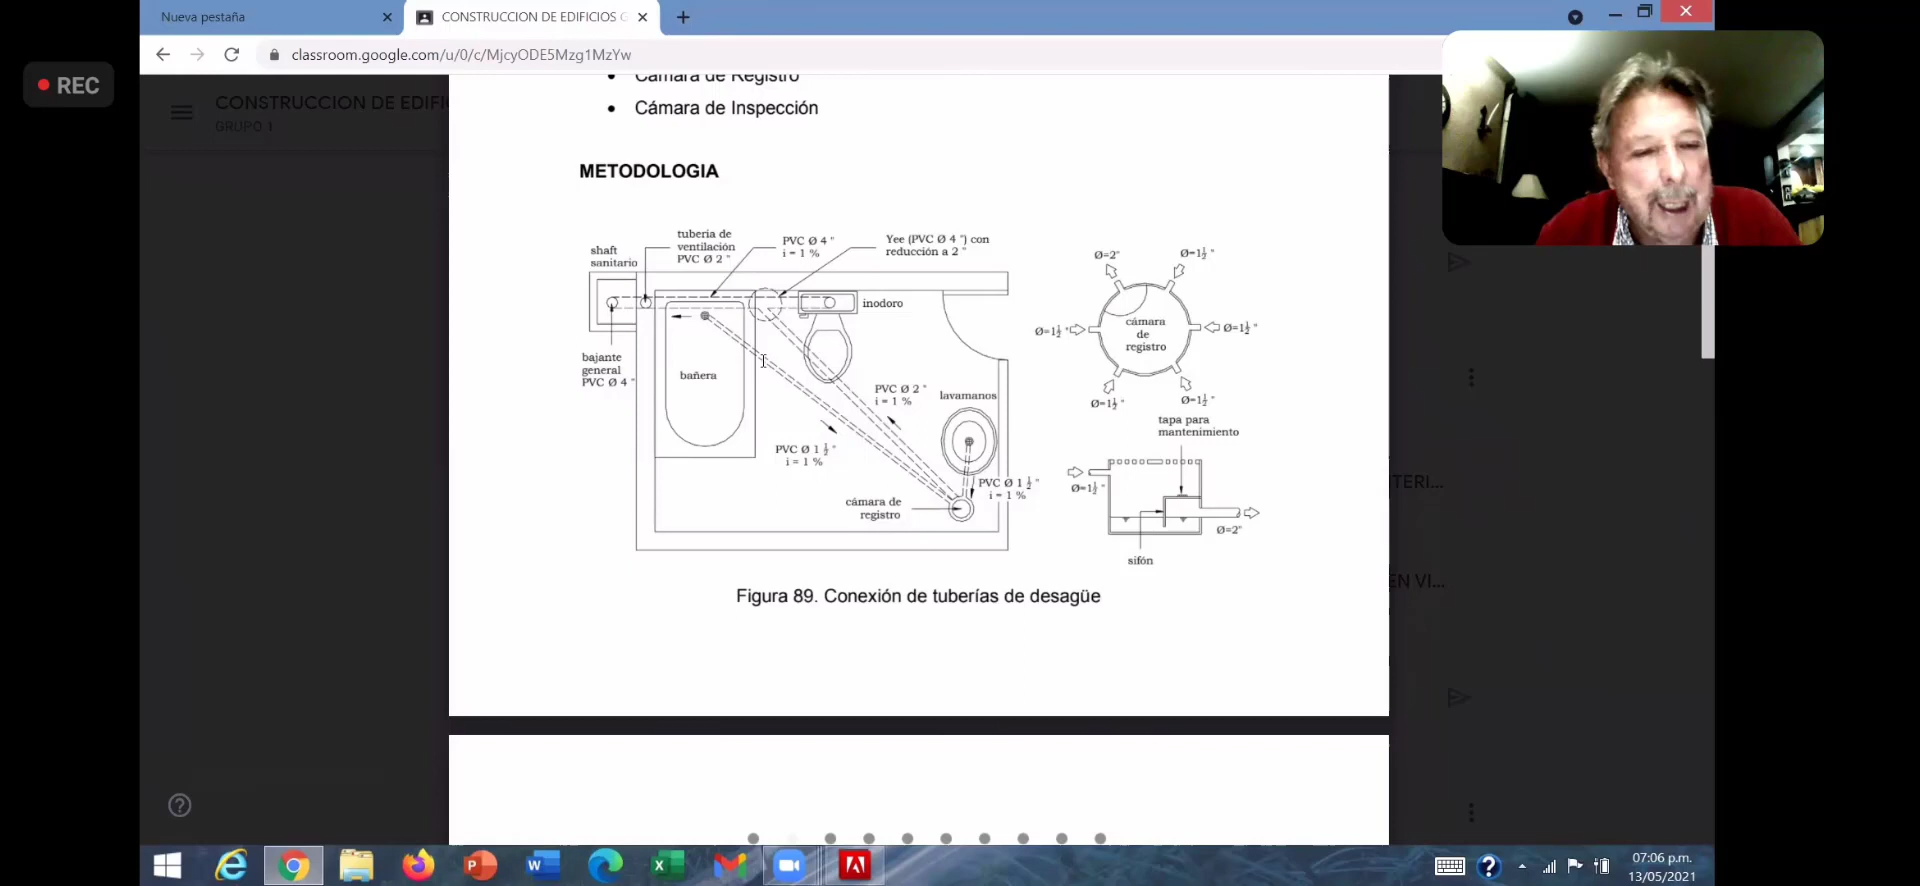 Nueva pestaña
CONSTRUCCION DE EDIFICIOS G
classroom.google.com/u/0/c/MjcyODE5Mzg1MzYw
REC
CONSTRUCCION DE EDIFI
GRUPO 1
Cámara de Registro
Cámara de Inspección
METODOLOGIA
shaft
sanitario
tuberia de
ventilación
PVC Ø 2 "
PVC Ø 4 "
i = 1 %
Yee (PVC Ø 4 ") con
reducción a 2 "
inodoro
bajante
general
PVC Ø 4 "
bañera
PVC Ø 2 "
i = 1 %
lavamanos
PVC Ø 1 ½ "
i = 1 %
PVC Ø 1 ½ "
i = 1 %
cámara de
registro
Ø=2"
Ø=1½ "
Ø=1½ "
cámara
de
registro
Ø=1½ "
Ø=1½ "
Ø=1½ "
tapa para
mantenimiento
Ø=1½ "
Ø=2"
sifón
Figura 89. Conexión de tuberías de desagüe
TERI...
EN VI...
07:06 p.m.
13/05/2021